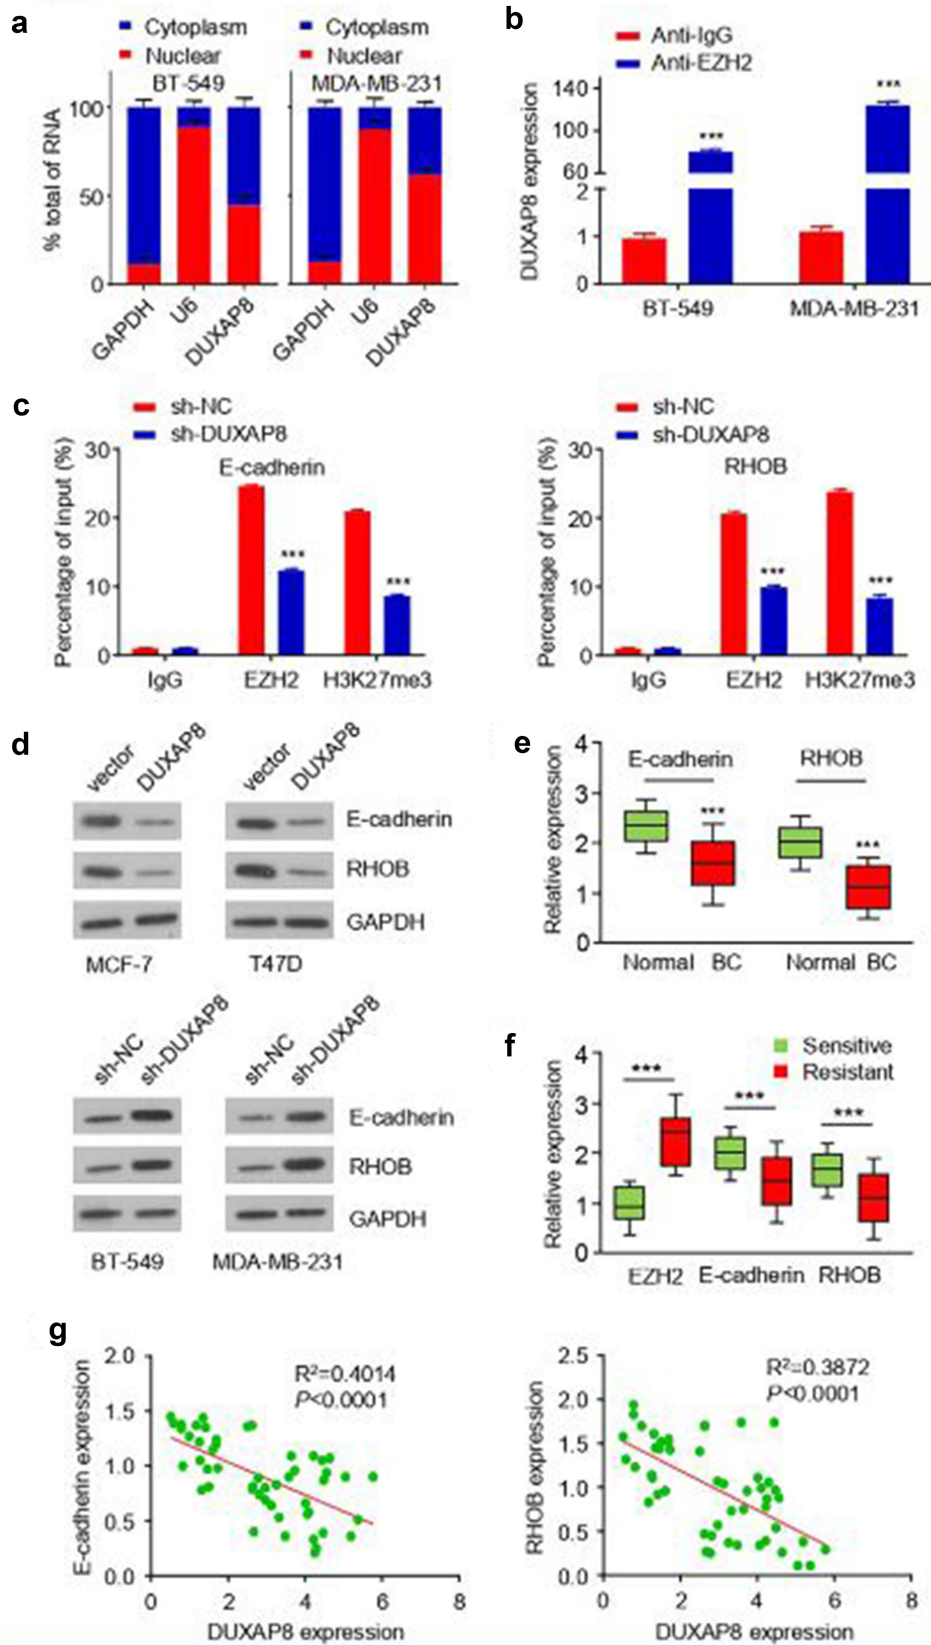 a
Cytoplasm
Nuclear
BT-549
Cytoplasm
Nuclear
MDA-MB-231
% total of RNA
100
50
0
GAPDH
U6
DUXAP8
GAPDH
U6
DUXAP8
b
Anti-IgG
Anti-EZH2
DUXAP8 expression
140
100
60
2
1
0
***
***
BT-549
MDA-MB-231
c
sh-NC
sh-DUXAP8
E-cadherin
Percentage of input (%)
30
20
10
0
***
***
IgG
EZH2
H3K27me3
sh-NC
sh-DUXAP8
RHOB
Percentage of input (%)
30
20
10
0
***
***
IgG
EZH2
H3K27me3
d
vector
DUXAP8
vector
DUXAP8
E-cadherin
RHOB
GAPDH
MCF-7
T47D
sh-NC
sh-DUXAP8
sh-NC
sh-DUXAP8
E-cadherin
RHOB
GAPDH
BT-549
MDA-MB-231
e
Relative expression
4
3
2
1
0
E-cadherin
RHOB
***
***
Normal BC
Normal BC
f
Sensitive
Resistant
Relative expression
4
3
2
1
0
***
***
***
EZH2
E-cadherin
RHOB
g
E-cadherin expression
2.0
1.5
1.0
0.5
0.0
R²=0.4014
P<0.0001
0 2 4 6 8
DUXAP8 expression
RHOB expression
2.5
2.0
1.5
1.0
0.5
0.0
R²=0.3872
P<0.0001
0 2 4 6 8
DUXAP8 expression